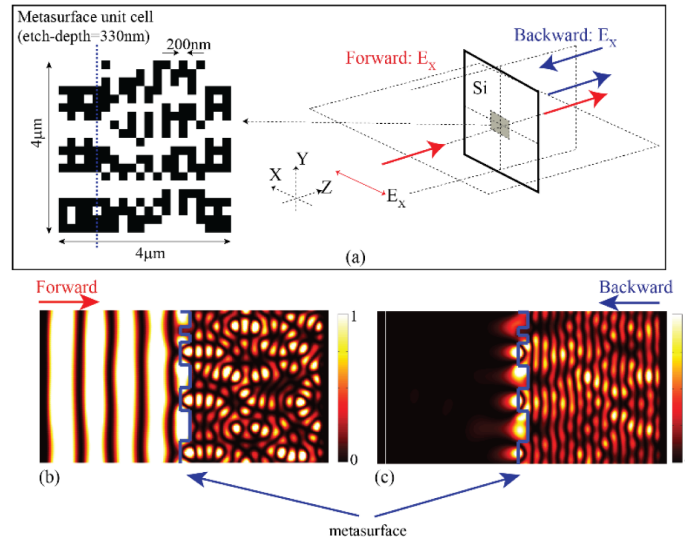 Metasurface unit cell
(etch-depth=330nm)
200nm
4μm
4μm
Forward: EX
Backward: EX
Si
X
Y
Z
EX
(a)
Forward
Backward
1
0
(b)
(c)
metasurface